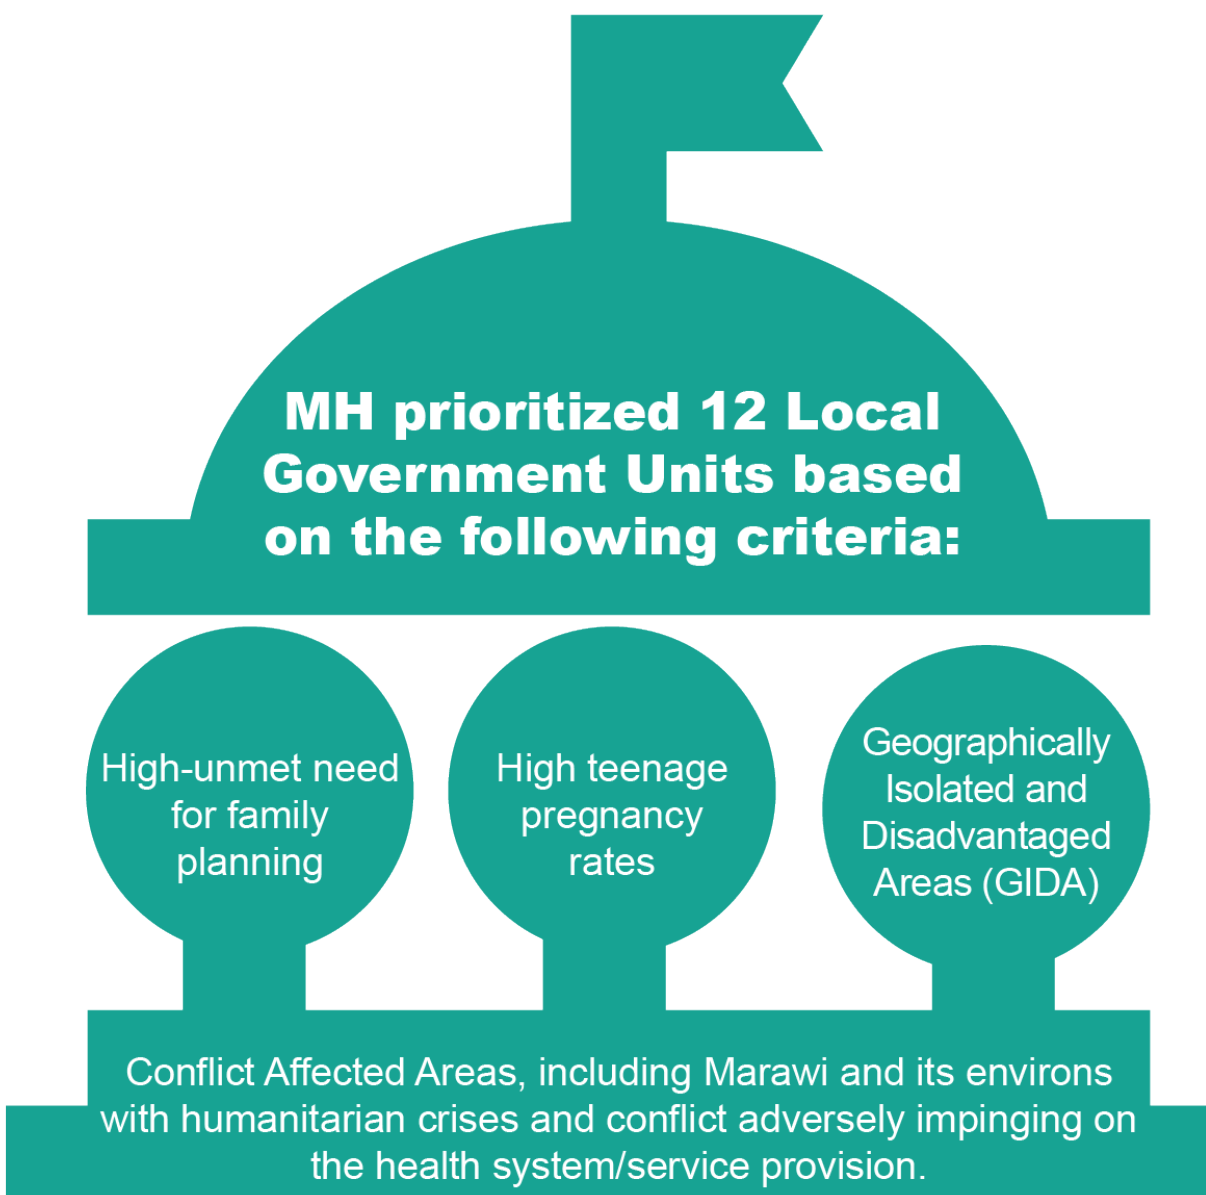 MH prioritized 12 Local
Government Units based
on the following criteria:
High-unmet need
for family
planning
High teenage
pregnancy
rates
Geographically
Isolated and
Disadvantaged
Areas (GIDA)
Conflict Affected Areas, including Marawi and its environs
with humanitarian crises and conflict adversely impinging on
the health system/service provision.